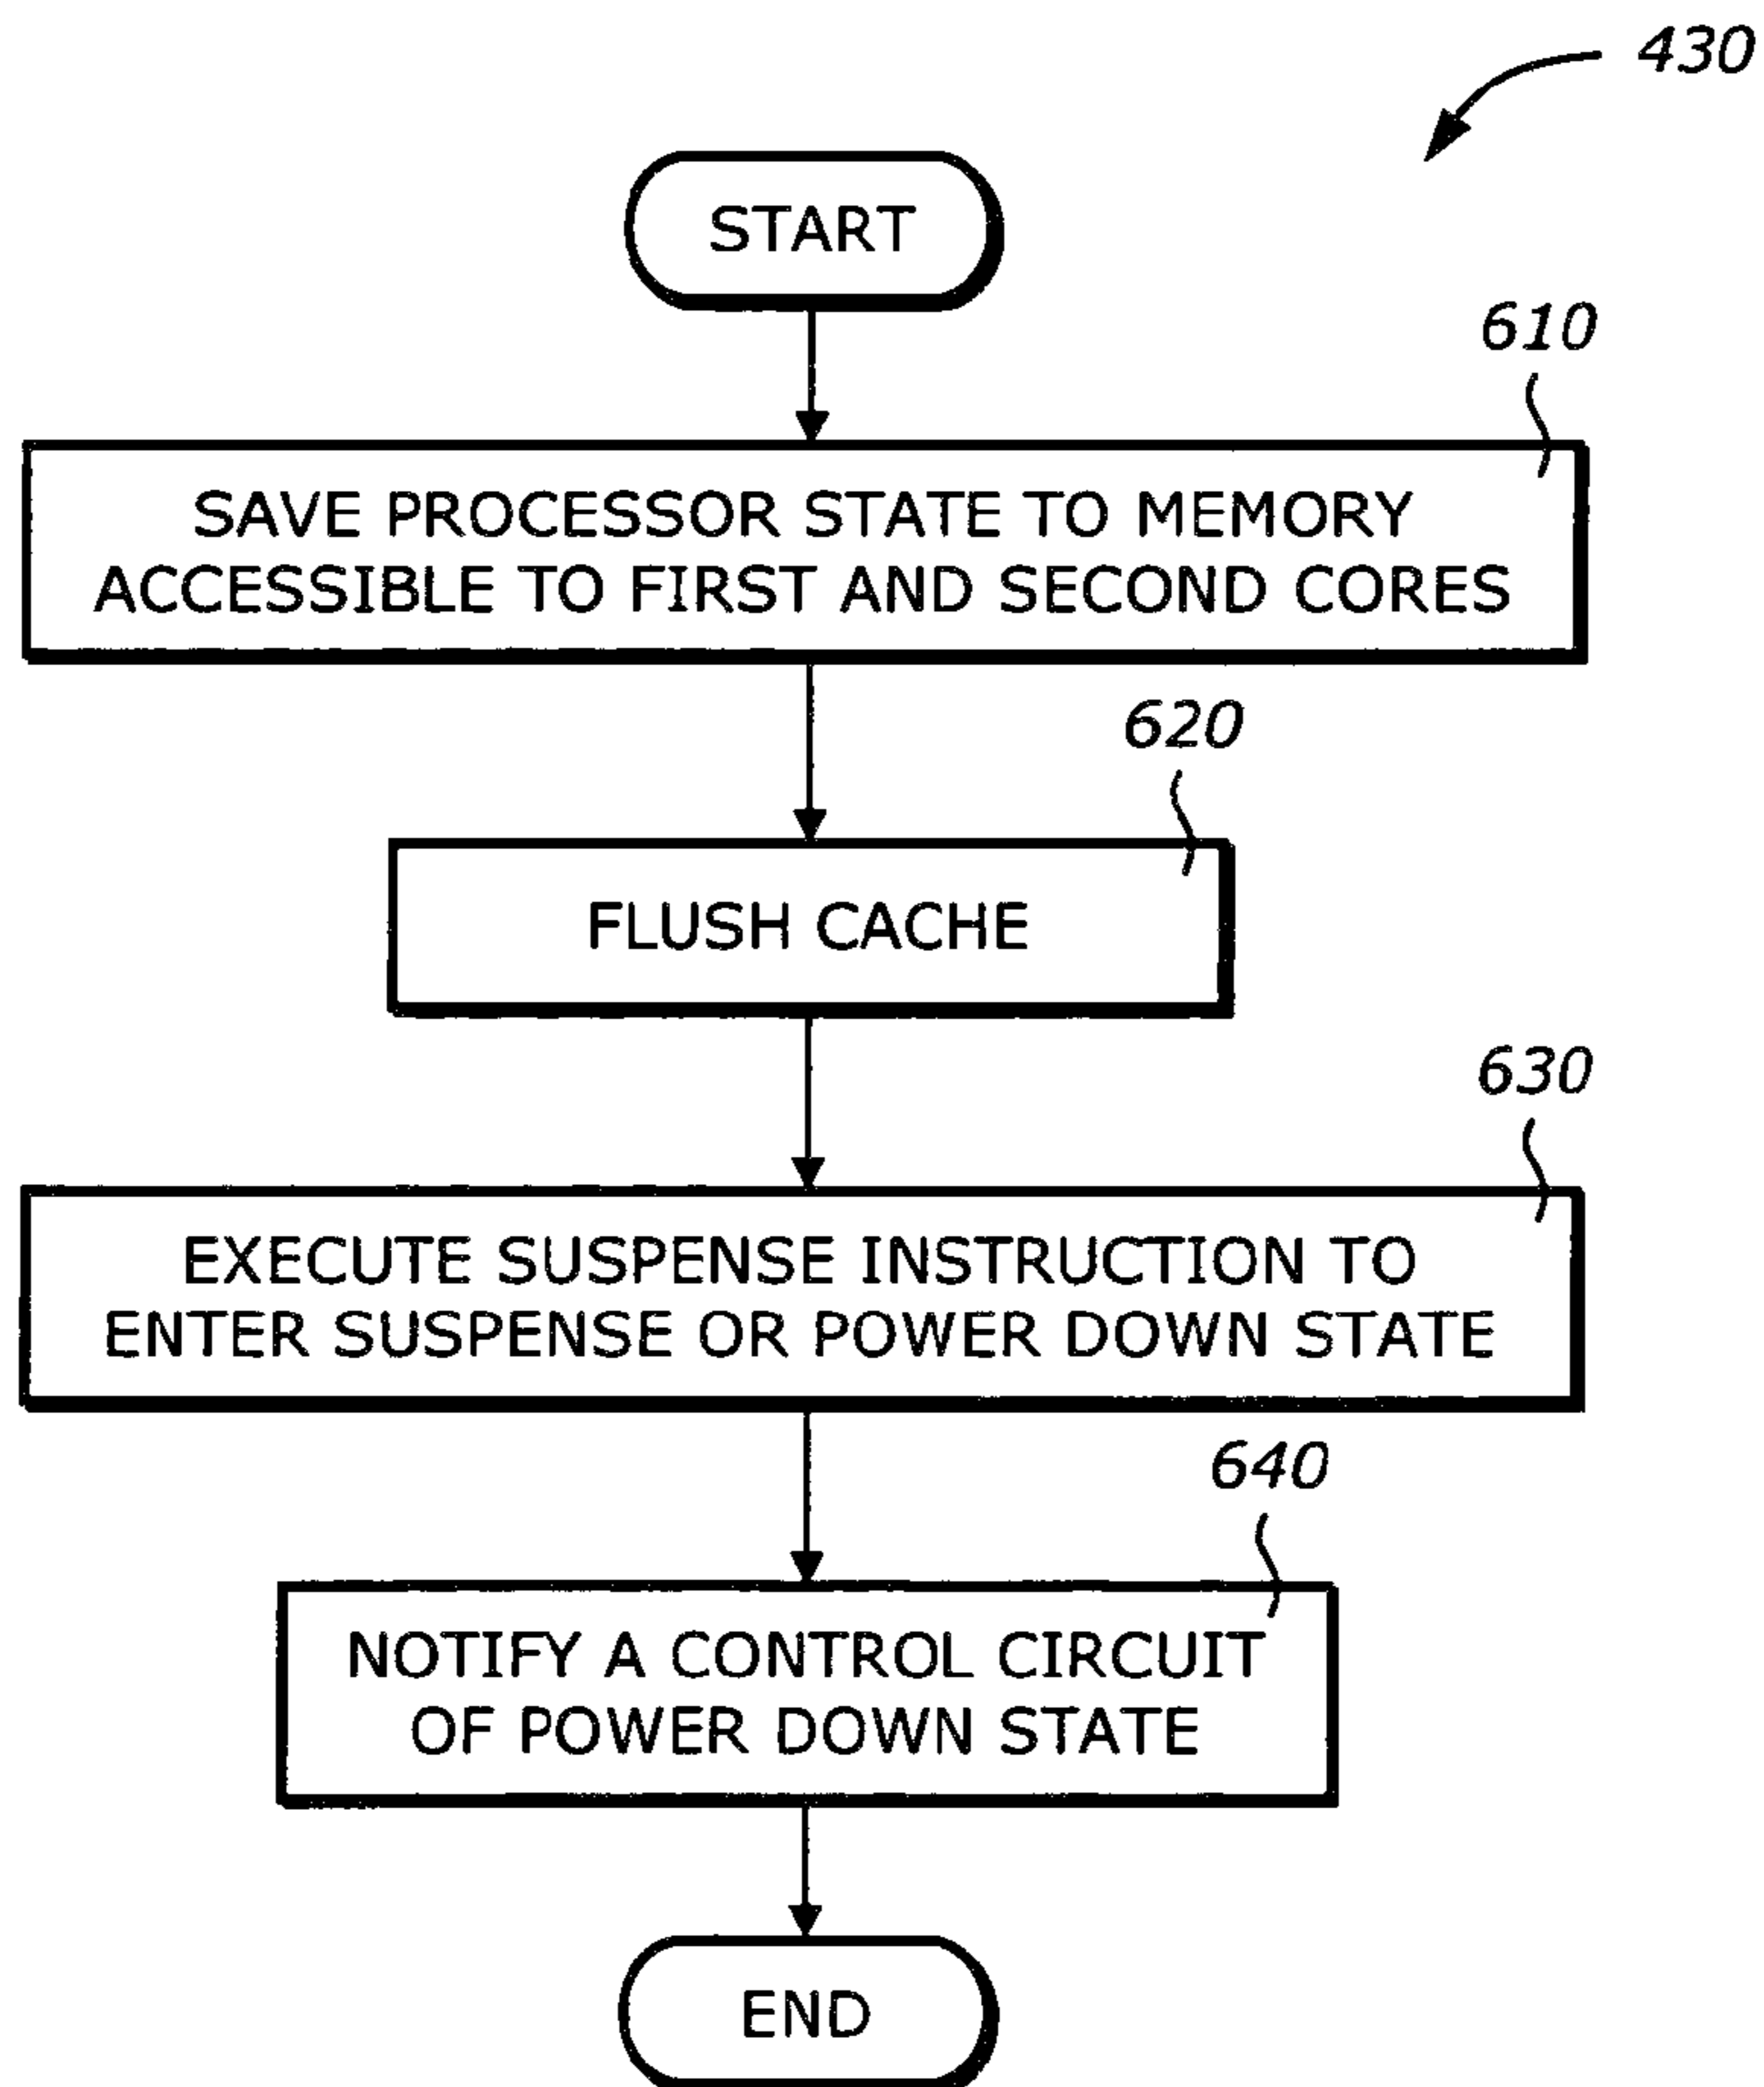 430
START
610
SAVE PROCESSOR STATE TO MEMORY
ACCESSIBLE TO FIRST AND SECOND CORES
620
FLUSH CACHE
630
EXECUTE SUSPENSE INSTRUCTION TO
ENTER SUSPENSE OR POWER DOWN STATE
640
NOTIFY A CONTROL CIRCUIT
OF POWER DOWN STATE
END